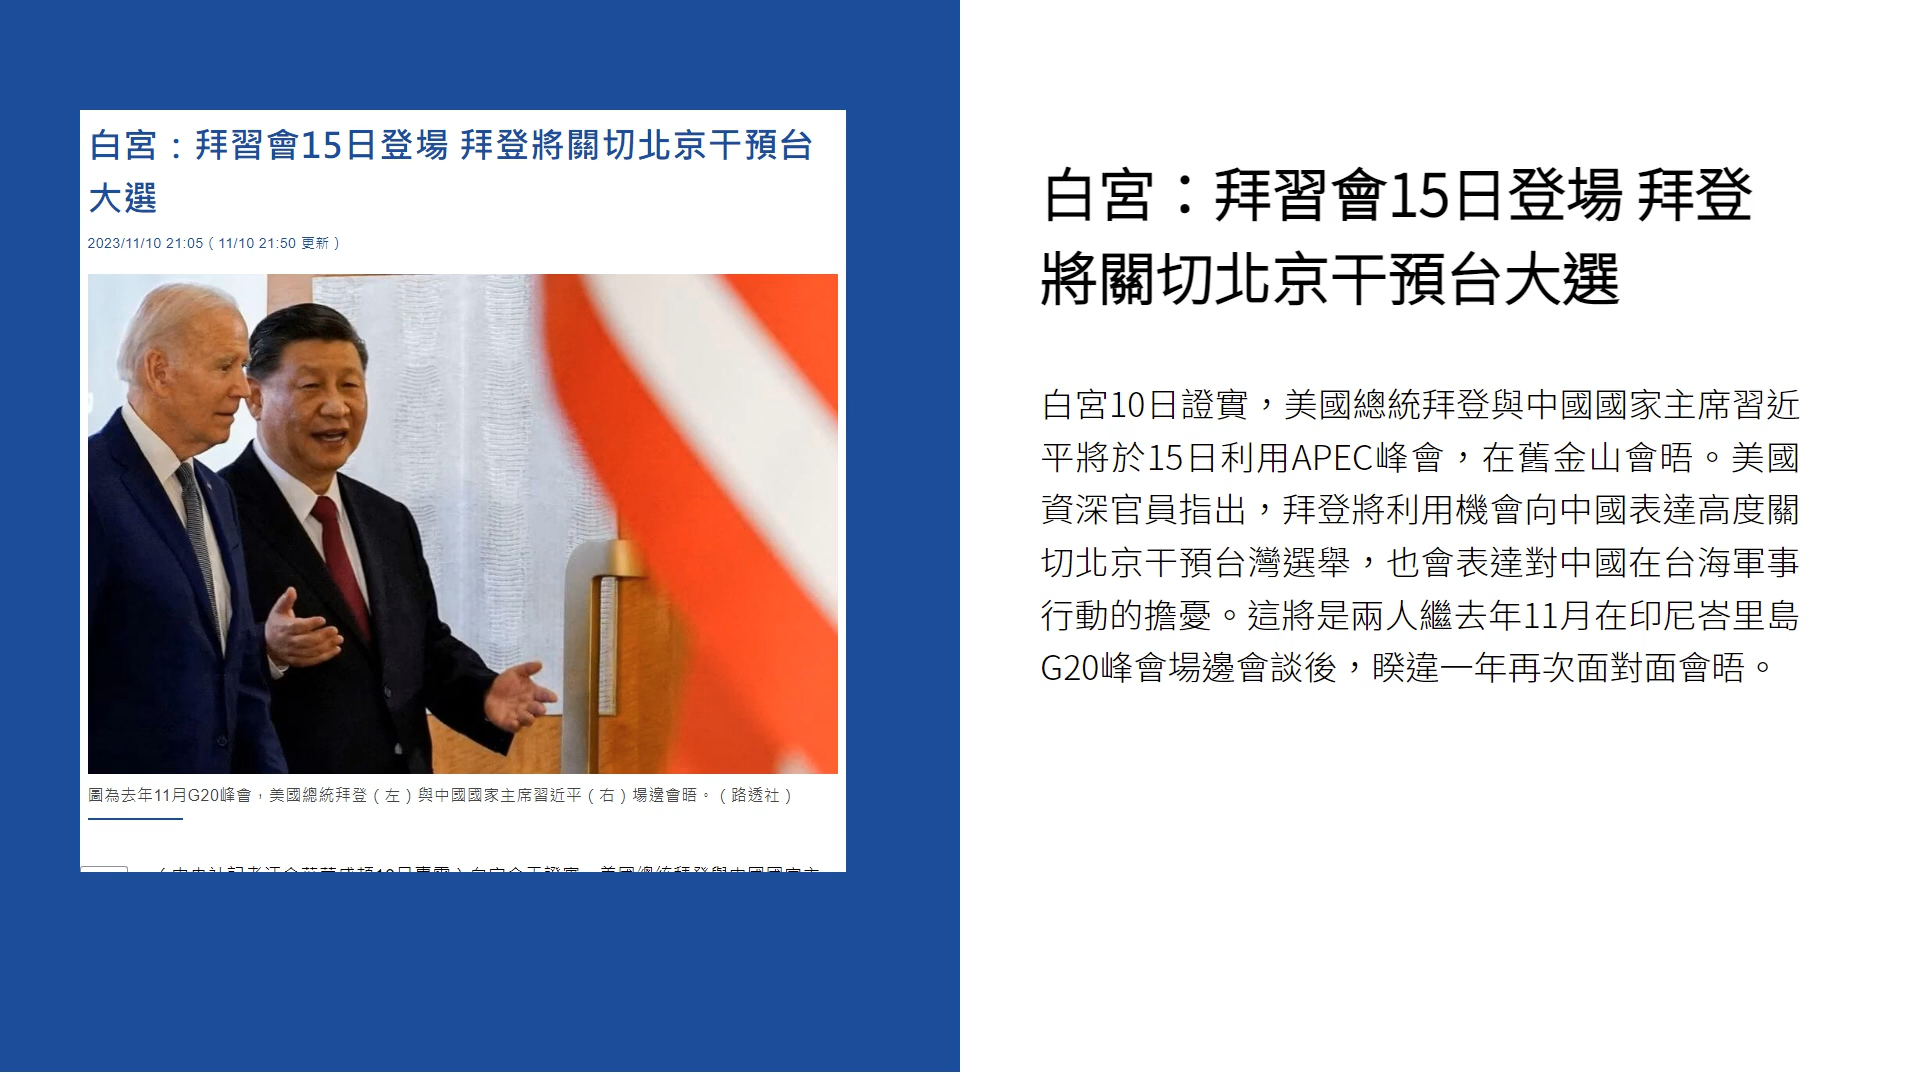 白宮：拜習會15日登場 拜登將關切北京干預台
大選
2023/11/10 21:05（11/10 21:50 更新）
圖為去年11月G20峰會，美國總統拜登（左）與中國國家主席習近平（右）場邊會晤。（路透社）
白宮：拜習會15日登場 拜登
將關切北京干預台大選
白宮10日證實，美國總統拜登與中國國家主席習近
平將於15日利用APEC峰會，在舊金山會晤。美國
資深官員指出，拜登將利用機會向中國表達高度關
切北京干預台灣選舉，也會表達對中國在台海軍事
行動的擔憂。這將是兩人繼去年11月在印尼峇里島
G20峰會場邊會談後，睽違一年再次面對面會晤。